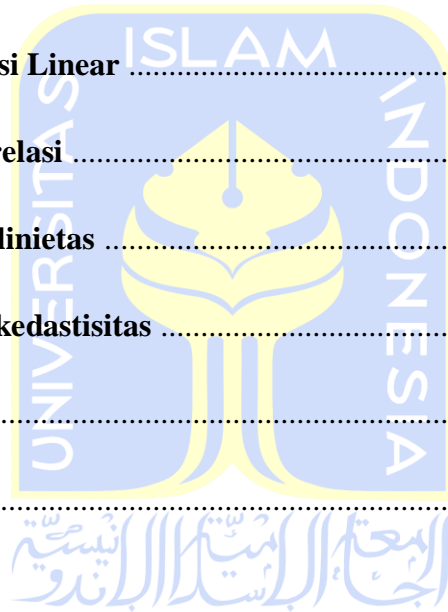 si Linear ........................................
relasi ...............................................
linietas ...........................................
kedastisitas ....................................
........................................................
........................................................
UNIVERSITAS ISLAM INDONESIA